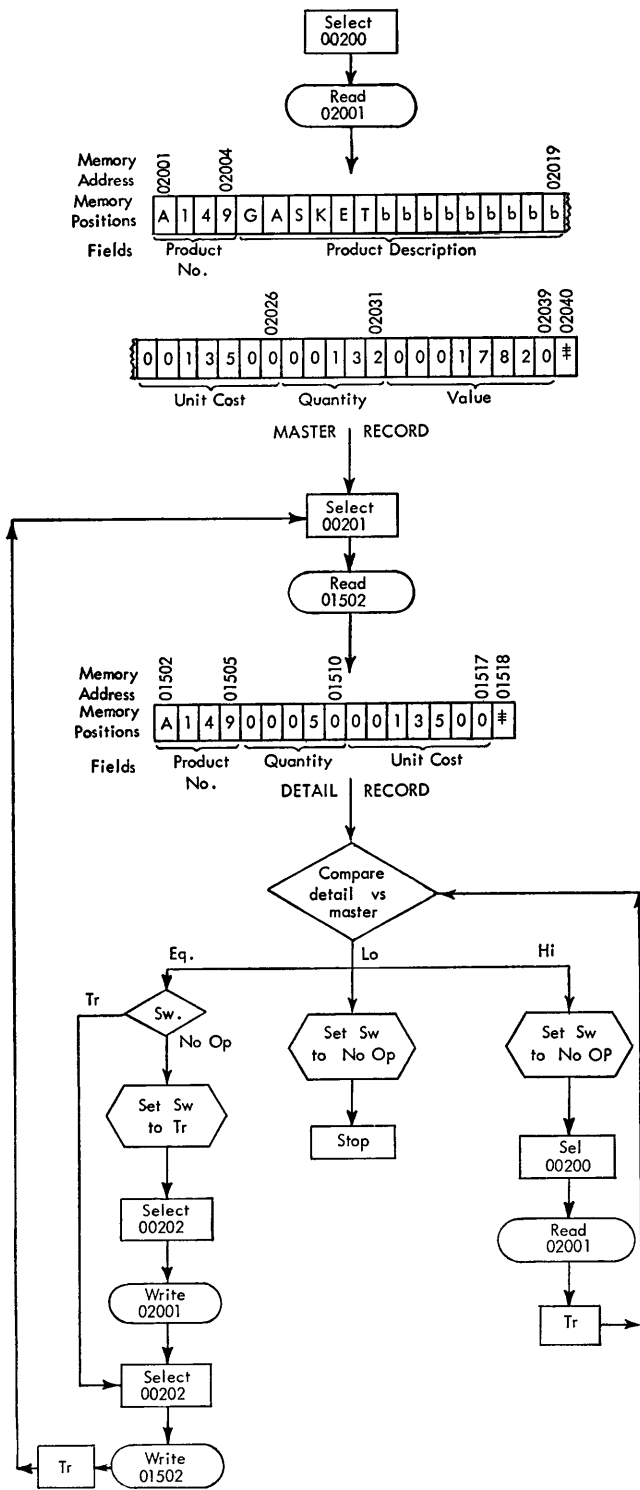 Select
00200
Read
02001
02001
02004
02019
Memory
Address
Memory
Positions
A 1 4 9 G A S K E T b b b b b b b b b
Fields
Product
No.
Product Description
02026
02031
02039
02040
0 0 1 3 5 0 0 0 0 1 3 2 0 0 0 1 7 8 2 0 ⧧
Unit Cost
Quantity
Value
MASTER RECORD
Select
00201
Read
01502
01502
01505
01510
01517
01518
Memory
Address
Memory
Positions
A 1 4 9 0 0 0 5 0 0 0 1 3 5 0 0 ⧧
Fields
Product
No.
Quantity
Unit Cost
DETAIL RECORD
Compare
detail vs
master
Eq.
Lo
Hi
Tr
Sw.
No Op
Set Sw
to No Op
Set Sw
to No OP
Set Sw
to Tr
Stop
Sel
00200
Select
00202
Read
02001
Write
02001
Tr
Select
00202
Tr
Write
01502